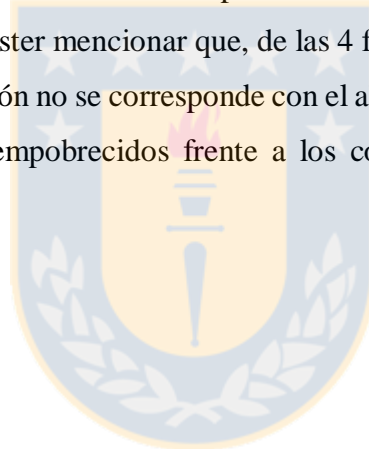 ster mencionar que, de las 4 f
ón no se corresponde con el a
empobrecidos frente a los co